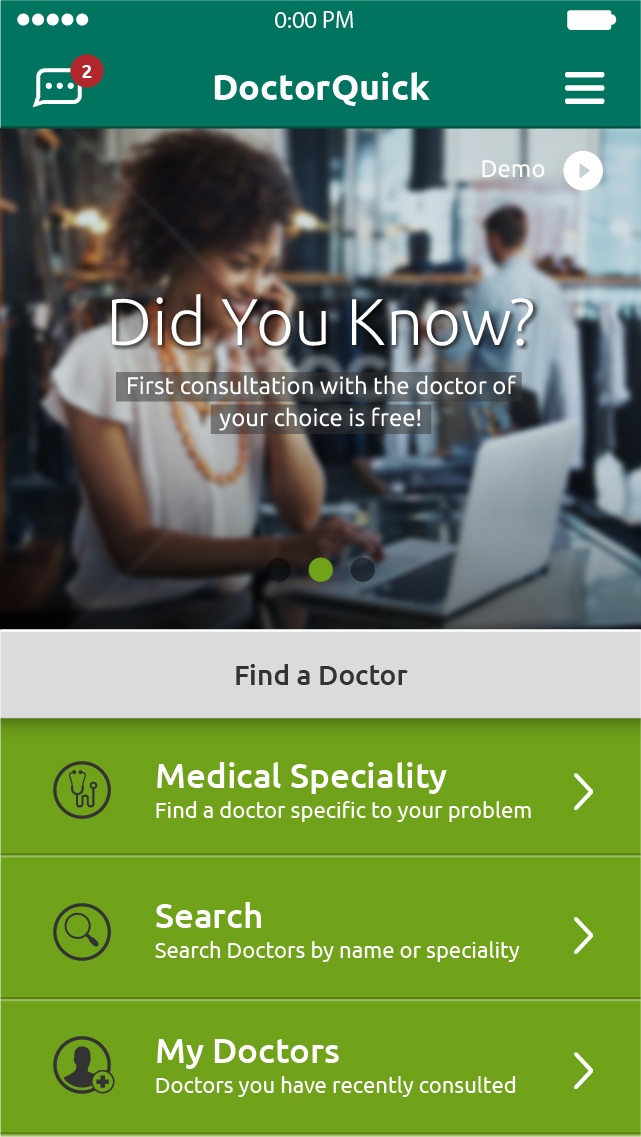 0:00 PM
2
DoctorQuick
Demo
Did You Know?
First consultation with the doctor of
your choice is free!
Find a Doctor
Medical Speciality
Find a doctor specific to your problem
Search
Search Doctors by name or speciality
My Doctors
Doctors you have recently consulted